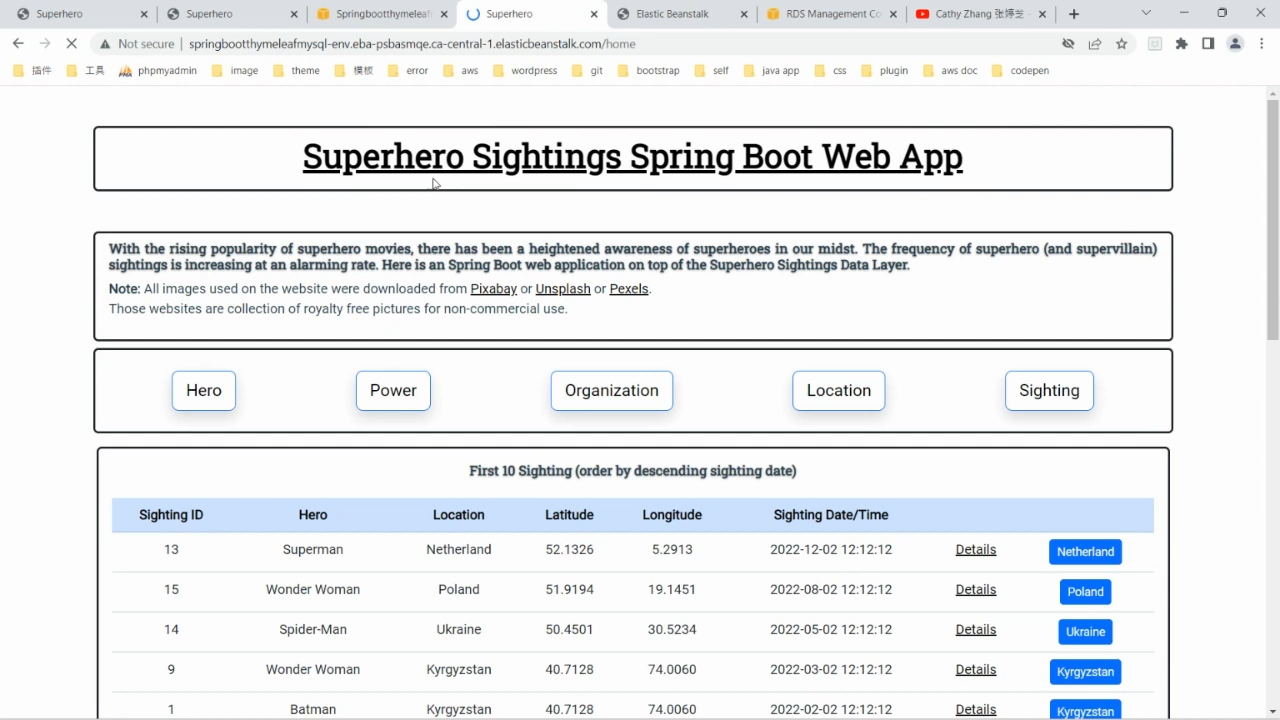 Superhero
Superhero
Springbootthymeleaf
Superhero
Elastic Beanstalk
RDS Management Co
Cathy Zhang 张婷芝 -
Not secure
springbootthymeleafmysql-env.eba-psbasmqe.ca-central-1.elasticbeanstalk.com/home
插件
工具
phpmyadmin
image
theme
模板
error
aws
wordpress
git
bootstrap
self
java app
css
plugin
aws doc
codepen
Superhero Sightings Spring Boot Web App
With the rising popularity of superhero movies, there has been a heightened awareness of superheroes in our midst. The frequency of superhero (and supervillain)
sightings is increasing at an alarming rate. Here is an Spring Boot web application on top of the Superhero Sightings Data Layer.
Note: All images used on the website were downloaded from Pixabay or Unsplash or Pexels.
Those websites are collection of royalty free pictures for non-commercial use.
Hero
Power
Organization
Location
Sighting
First 10 Sighting (order by descending sighting date)
Sighting ID Hero Location Latitude Longitude Sighting Date/Time
13 Superman Netherland 52.1326 5.2913 2022-12-02 12:12:12 Details Netherland
15 Wonder Woman Poland 51.9194 19.1451 2022-08-02 12:12:12 Details Poland
14 Spider-Man Ukraine 50.4501 30.5234 2022-05-02 12:12:12 Details Ukraine
9 Wonder Woman Kyrgyzstan 40.7128 74.0060 2022-03-02 12:12:12 Details Kyrgyzstan
1 Batman Kyrgyzstan 40.7128 74.0060 2022-02-02 12:12:12 Details Kyrgyzstan